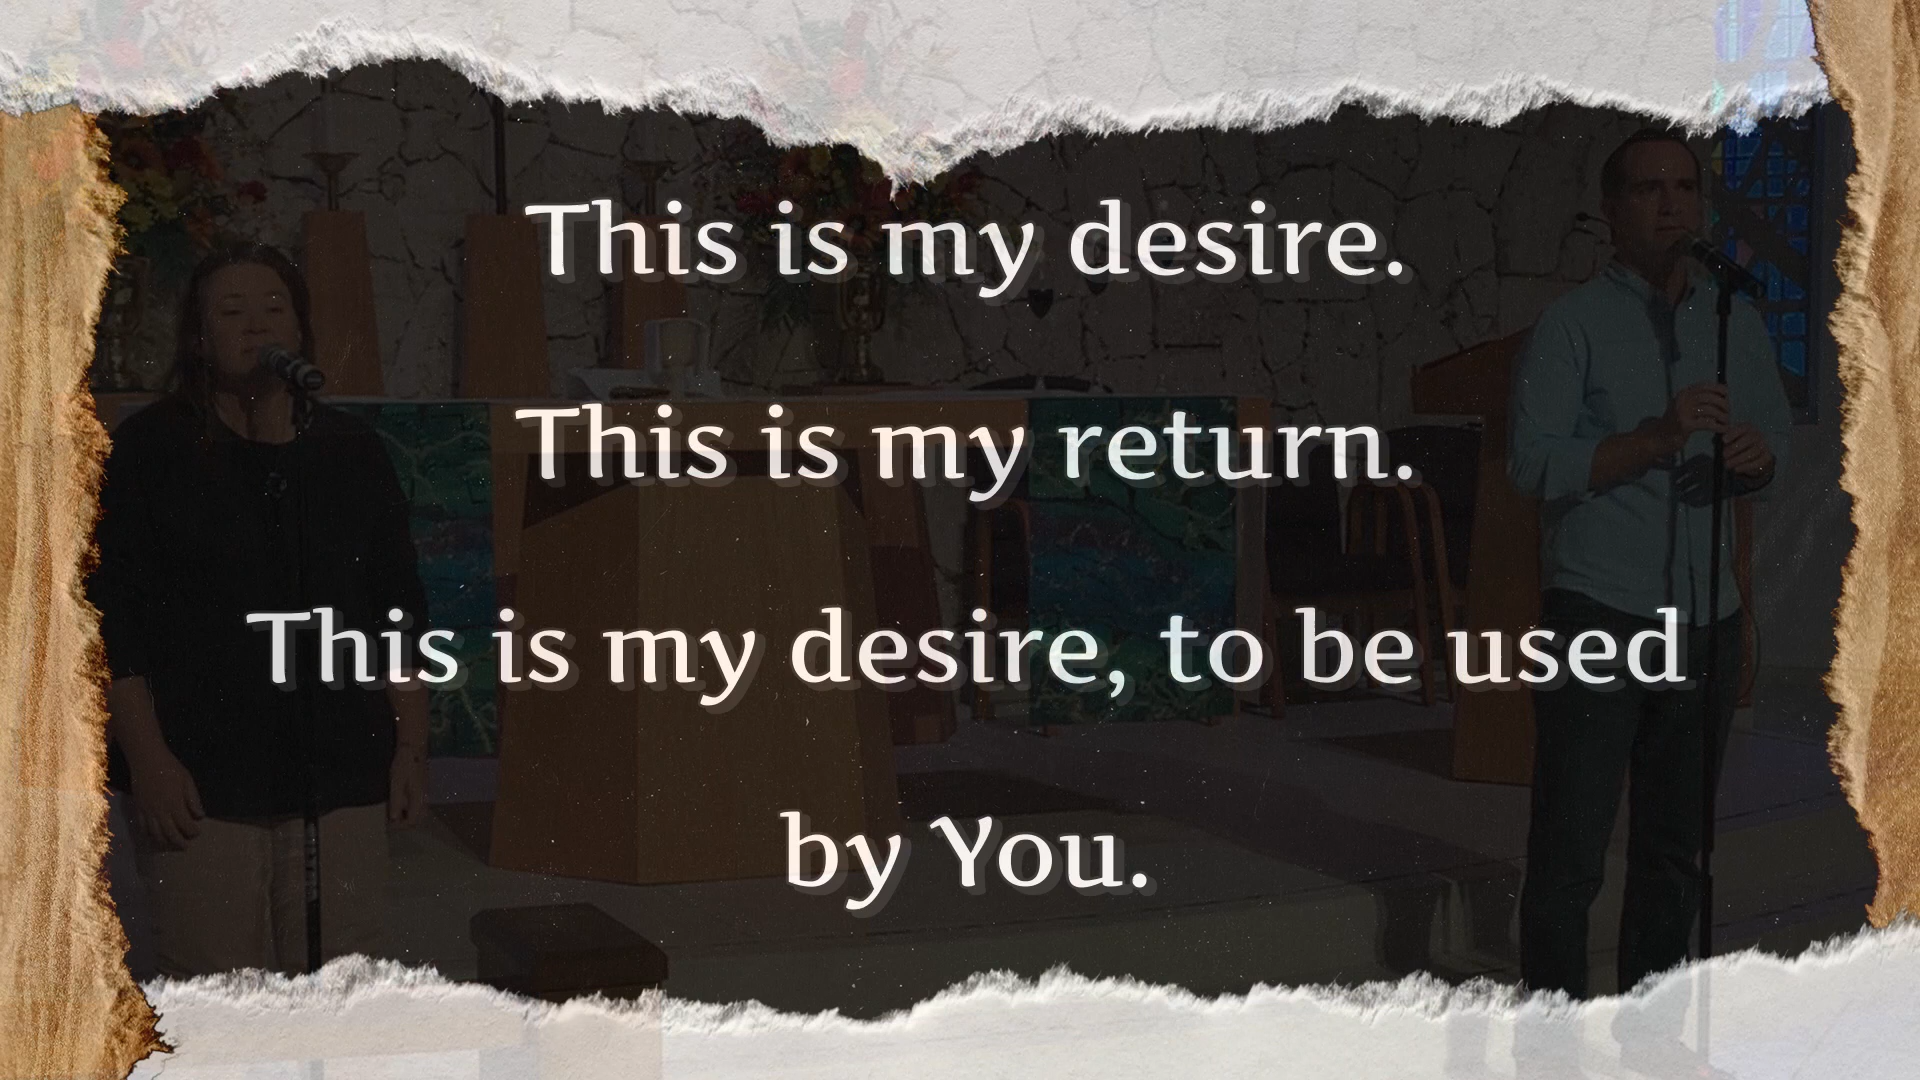 This is my desire.
This is my return.
This is my desire, to be used
by You.